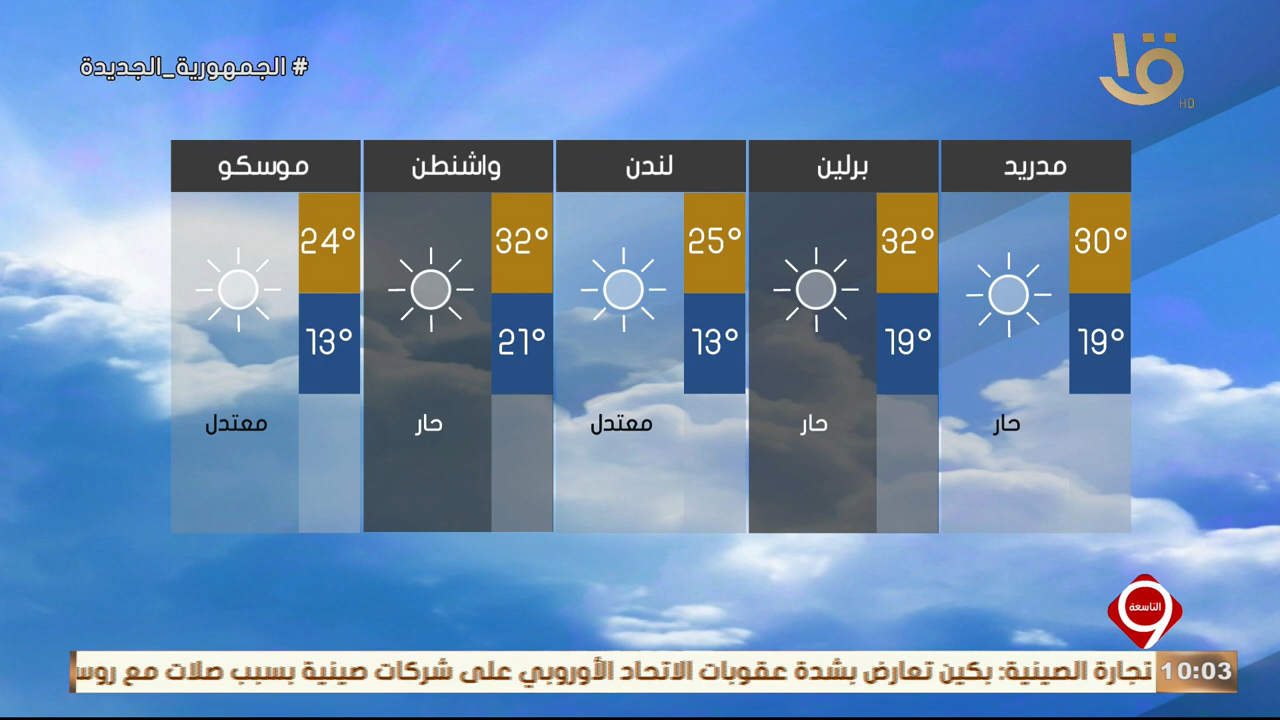 # الجمهورية_الجديدة
HD
مدريد
برلين
لندن
واشنطن
موسكو
30°
32°
25°
32°
24°
19°
19°
13°
21°
13°
حار
حار
معتدل
حار
معتدل
التاسعة
9
10:03
تجارة الصينية: بكين تعارض بشدة عقوبات الاتحاد الأوروبي على شركات صينية بسبب صلات مع روس